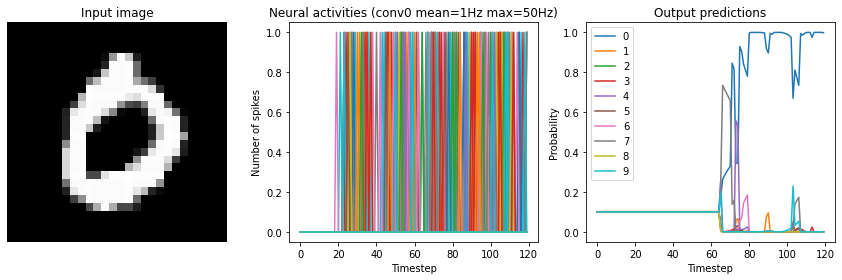 Input image
0
Neural activities (conv0 mean=1Hz max=50Hz)
Number of spikes
1.0
0.8
0.6
0.4
0.2
0.0
0 20 40 60 80 100 120
Timestep
Output predictions
Probability
1.0
0.8
0.6
0.4
0.2
0.0
0
1
2
3
4
5
6
7
8
9
0 20 40 60 80 100 120
Timestep